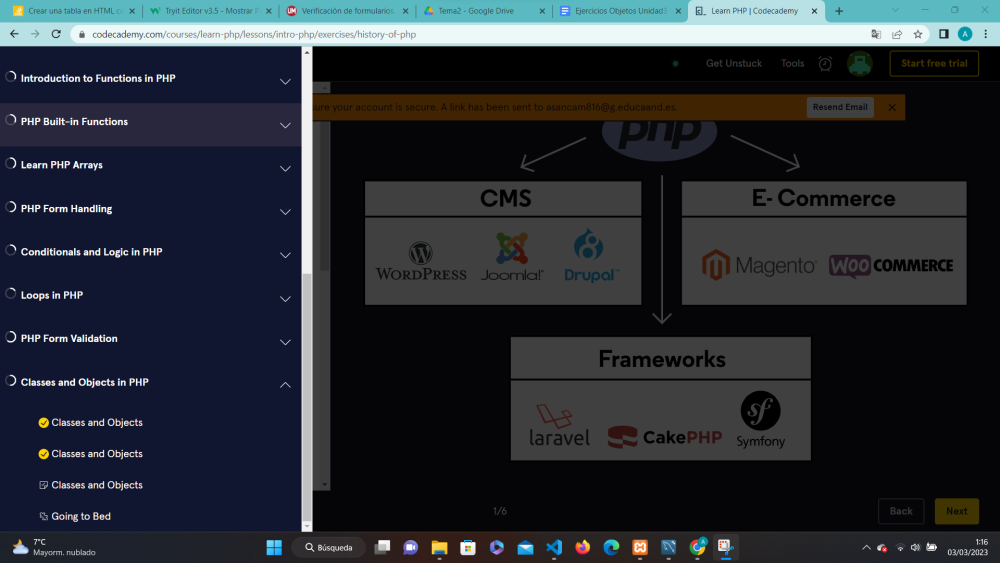 Crear una tabla en HTML c
Tryit Editor v3.5 - Mostrar F
Verificación de formularios
Tema2 - Google Drive
Ejercicios Objetos Unidad3
Learn PHP | Codecademy
codecademy.com/courses/learn-php/lessons/intro-php/exercises/history-of-php
A
Introduction to Functions in PHP
PHP Built-in Functions
Learn PHP Arrays
PHP Form Handling
Conditionals and Logic in PHP
Loops in PHP
PHP Form Validation
Classes and Objects in PHP
Classes and Objects
Classes and Objects
Classes and Objects
Going to Bed
Get Unstuck
Tools
Start free trial
ure your account is secure. A link has been sent to asancam816@g.educaand.es.
Resend Email
php
CMS
WORDPRESS
Joomla!
Drupal
E- Commerce
Magento
WOO COMMERCE
Frameworks
laravel
CakePHP
sf
Symfony
1/6
Back
Next
7°C
Mayorm. nublado
Búsqueda
1:16
03/03/2023